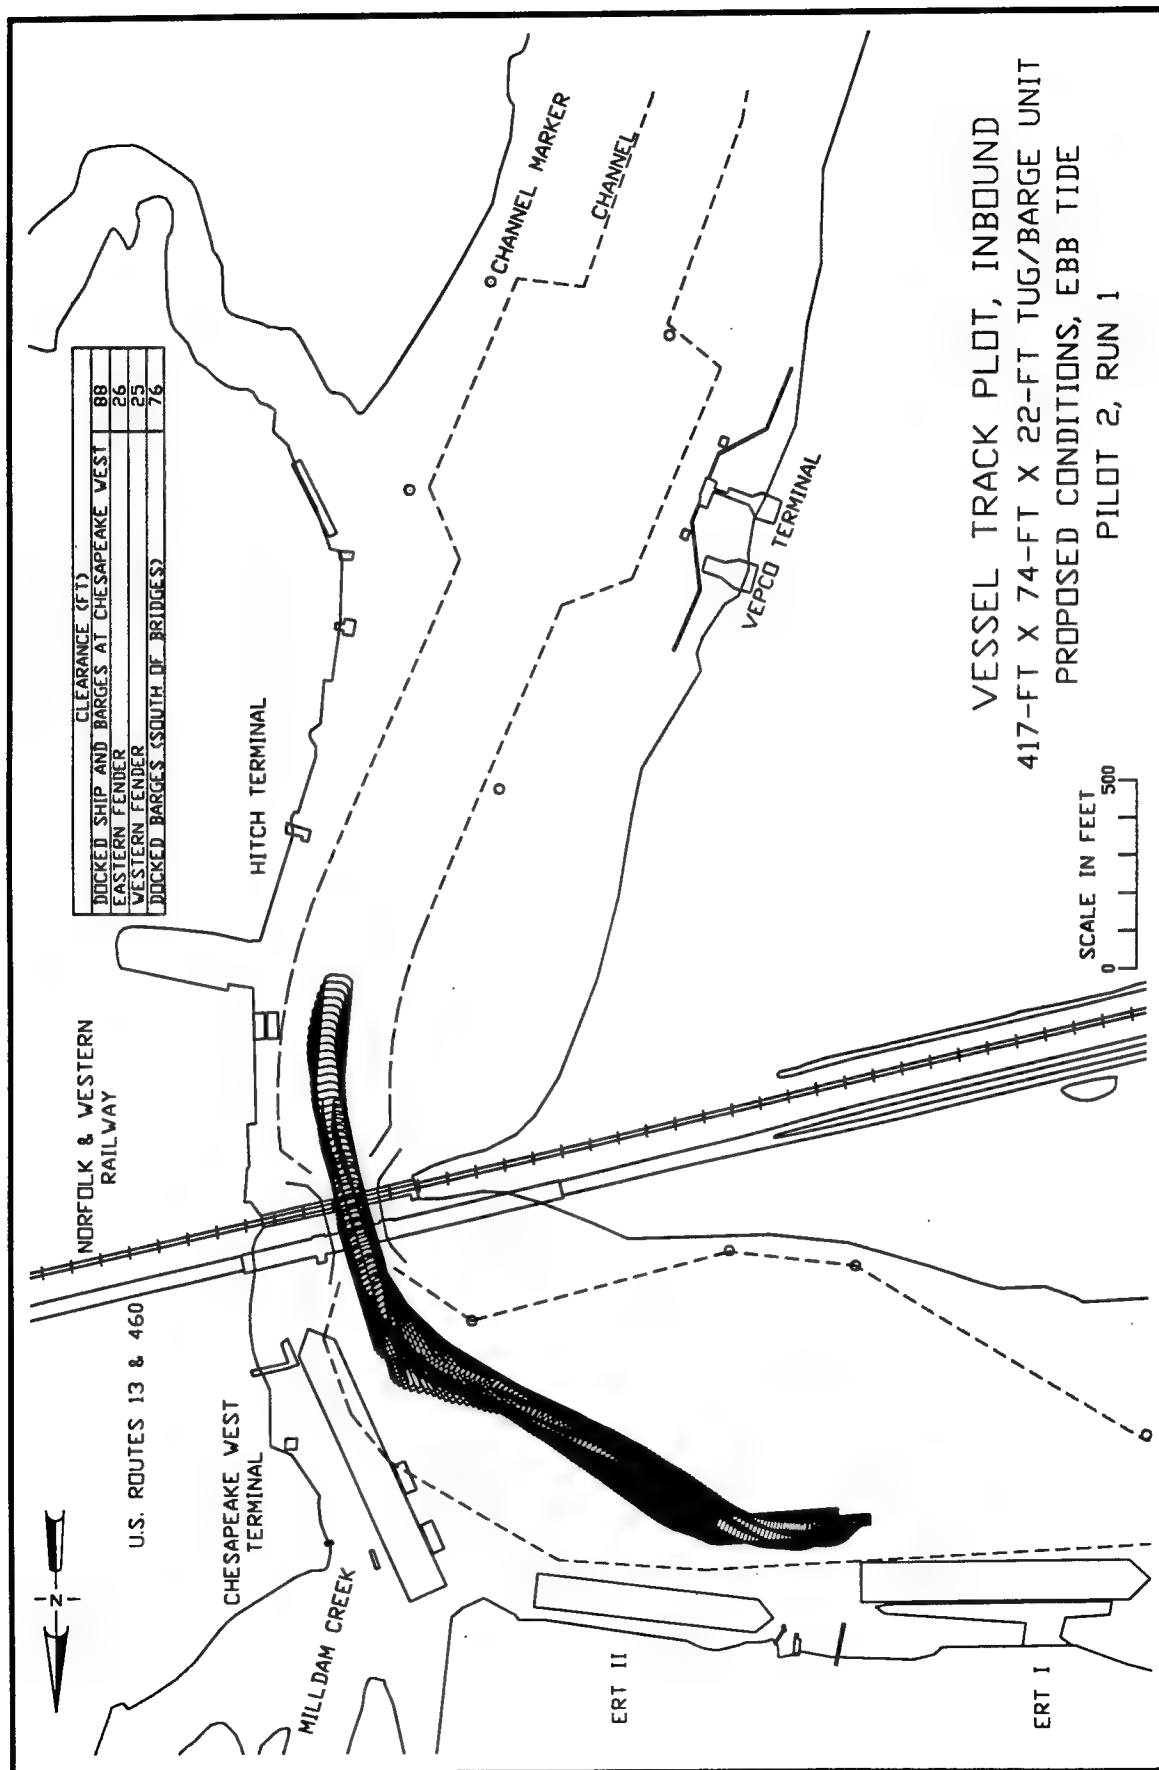 CLEARANCE (FT)
DOCKED SHIP AND BARGES AT CHESAPEAKE WEST 88
EASTERN FENDER 26
WESTERN FENDER 25
DOCKED BARGES (SOUTH OF BRIDGES) 76
N
NORFOLK & WESTERN
RAILWAY
U.S. ROUTES 13 & 460
HITCH TERMINAL
CHESAPEAKE WEST
TERMINAL
MILLDAM CREEK
CHANNEL MARKER
CHANNEL
VEPCO TERMINAL
ERT II
ERT I
SCALE IN FEET
0 500
VESSEL TRACK PLOT, INBOUND
417-FT X 74-FT X 22-FT TUG/BARGE UNIT
PROPOSED CONDITIONS, EBB TIDE
PILOT 2, RUN 1